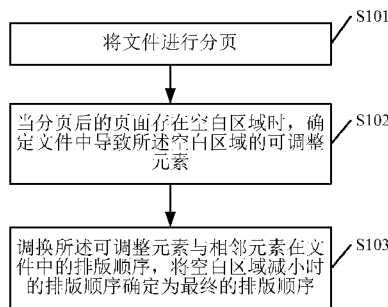 S101
将文件进行分页
S102
当分页后的页面存在空白区域时，确
定文件中导致所述空白区域的可调整
元素
S103
调换所述可调整元素与相邻元素在文
件中的排版顺序，将空白区域减小时
的排版顺序确定为最终的排版顺序